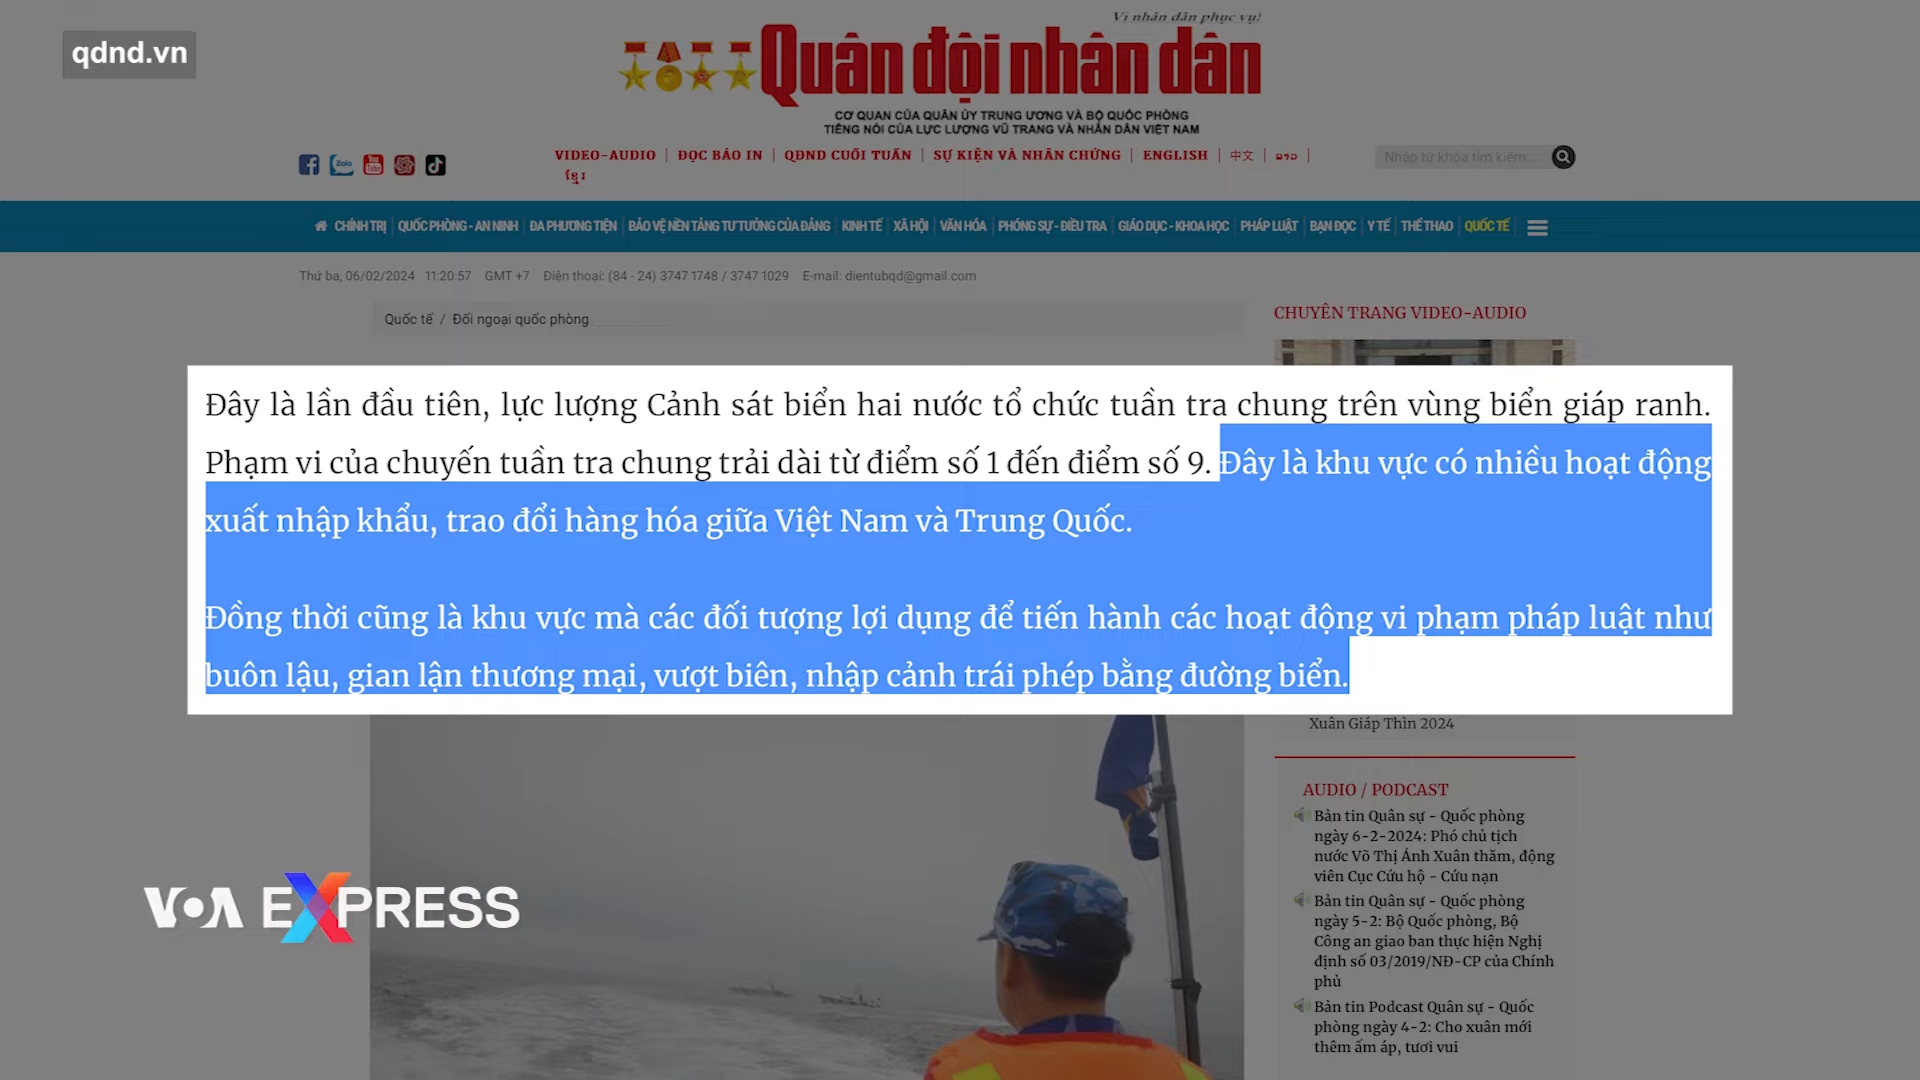 qdnd.vn
Vì nhân dân phục vụ!
Quân đội nhân dân
CƠ QUAN CỦA QUÂN ỦY TRUNG ƯƠNG VÀ BỘ QUỐC PHÒNG
TIẾNG NÓI CỦA LỰC LƯỢNG VŨ TRANG VÀ NHÂN DÂN VIỆT NAM
Zalo
You Tube
VIDEO-AUDIO | ĐỌC BÁO IN | QĐND CUỐI TUẦN | SỰ KIỆN VÀ NHÂN CHỨNG | ENGLISH | 中文 | ລາວ |
ខ្មែរ
Nhập từ khóa tìm kiếm...
CHÍNH TRỊ | QUỐC PHÒNG - AN NINH | ĐA PHƯƠNG TIỆN | BẢO VỆ NỀN TẢNG TƯ TƯỞNG CỦA ĐẢNG | KINH TẾ | XÃ HỘI | VĂN HÓA | PHÓNG SỰ - ĐIỀU TRA | GIÁO DỤC - KHOA HỌC | PHÁP LUẬT | BẠN ĐỌC | Y TẾ | THỂ THAO | QUỐC TẾ
Thứ ba, 06/02/2024 11:20:57 GMT +7 Điện thoại: (84 - 24) 3747 1748 / 3747 1029 E-mail: dientubqd@gmail.com
Quốc tế / Đối ngoại quốc phòng
CHUYÊN TRANG VIDEO-AUDIO
Đây là lần đầu tiên, lực lượng Cảnh sát biển hai nước tổ chức tuần tra chung trên vùng biển giáp ranh.
Phạm vi của chuyến tuần tra chung trải dài từ điểm số 1 đến điểm số 9. Đây là khu vực có nhiều hoạt động
xuất nhập khẩu, trao đổi hàng hóa giữa Việt Nam và Trung Quốc.
Đồng thời cũng là khu vực mà các đối tượng lợi dụng để tiến hành các hoạt động vi phạm pháp luật như
buôn lậu, gian lận thương mại, vượt biên, nhập cảnh trái phép bằng đường biển.
Xuân Giáp Thìn 2024
AUDIO / PODCAST
Bản tin Quân sự - Quốc phòng
ngày 6-2-2024: Phó chủ tịch
nước Võ Thị Ánh Xuân thăm, động
viên Cục Cứu hộ - Cứu nạn
Bản tin Quân sự - Quốc phòng
ngày 5-2: Bộ Quốc phòng, Bộ
Công an giao ban thực hiện Nghị
định số 03/2019/NĐ-CP của Chính
phủ
Bản tin Podcast Quân sự - Quốc
phòng ngày 4-2: Cho xuân mới
thêm ấm áp, tươi vui
VOA EXPRESS